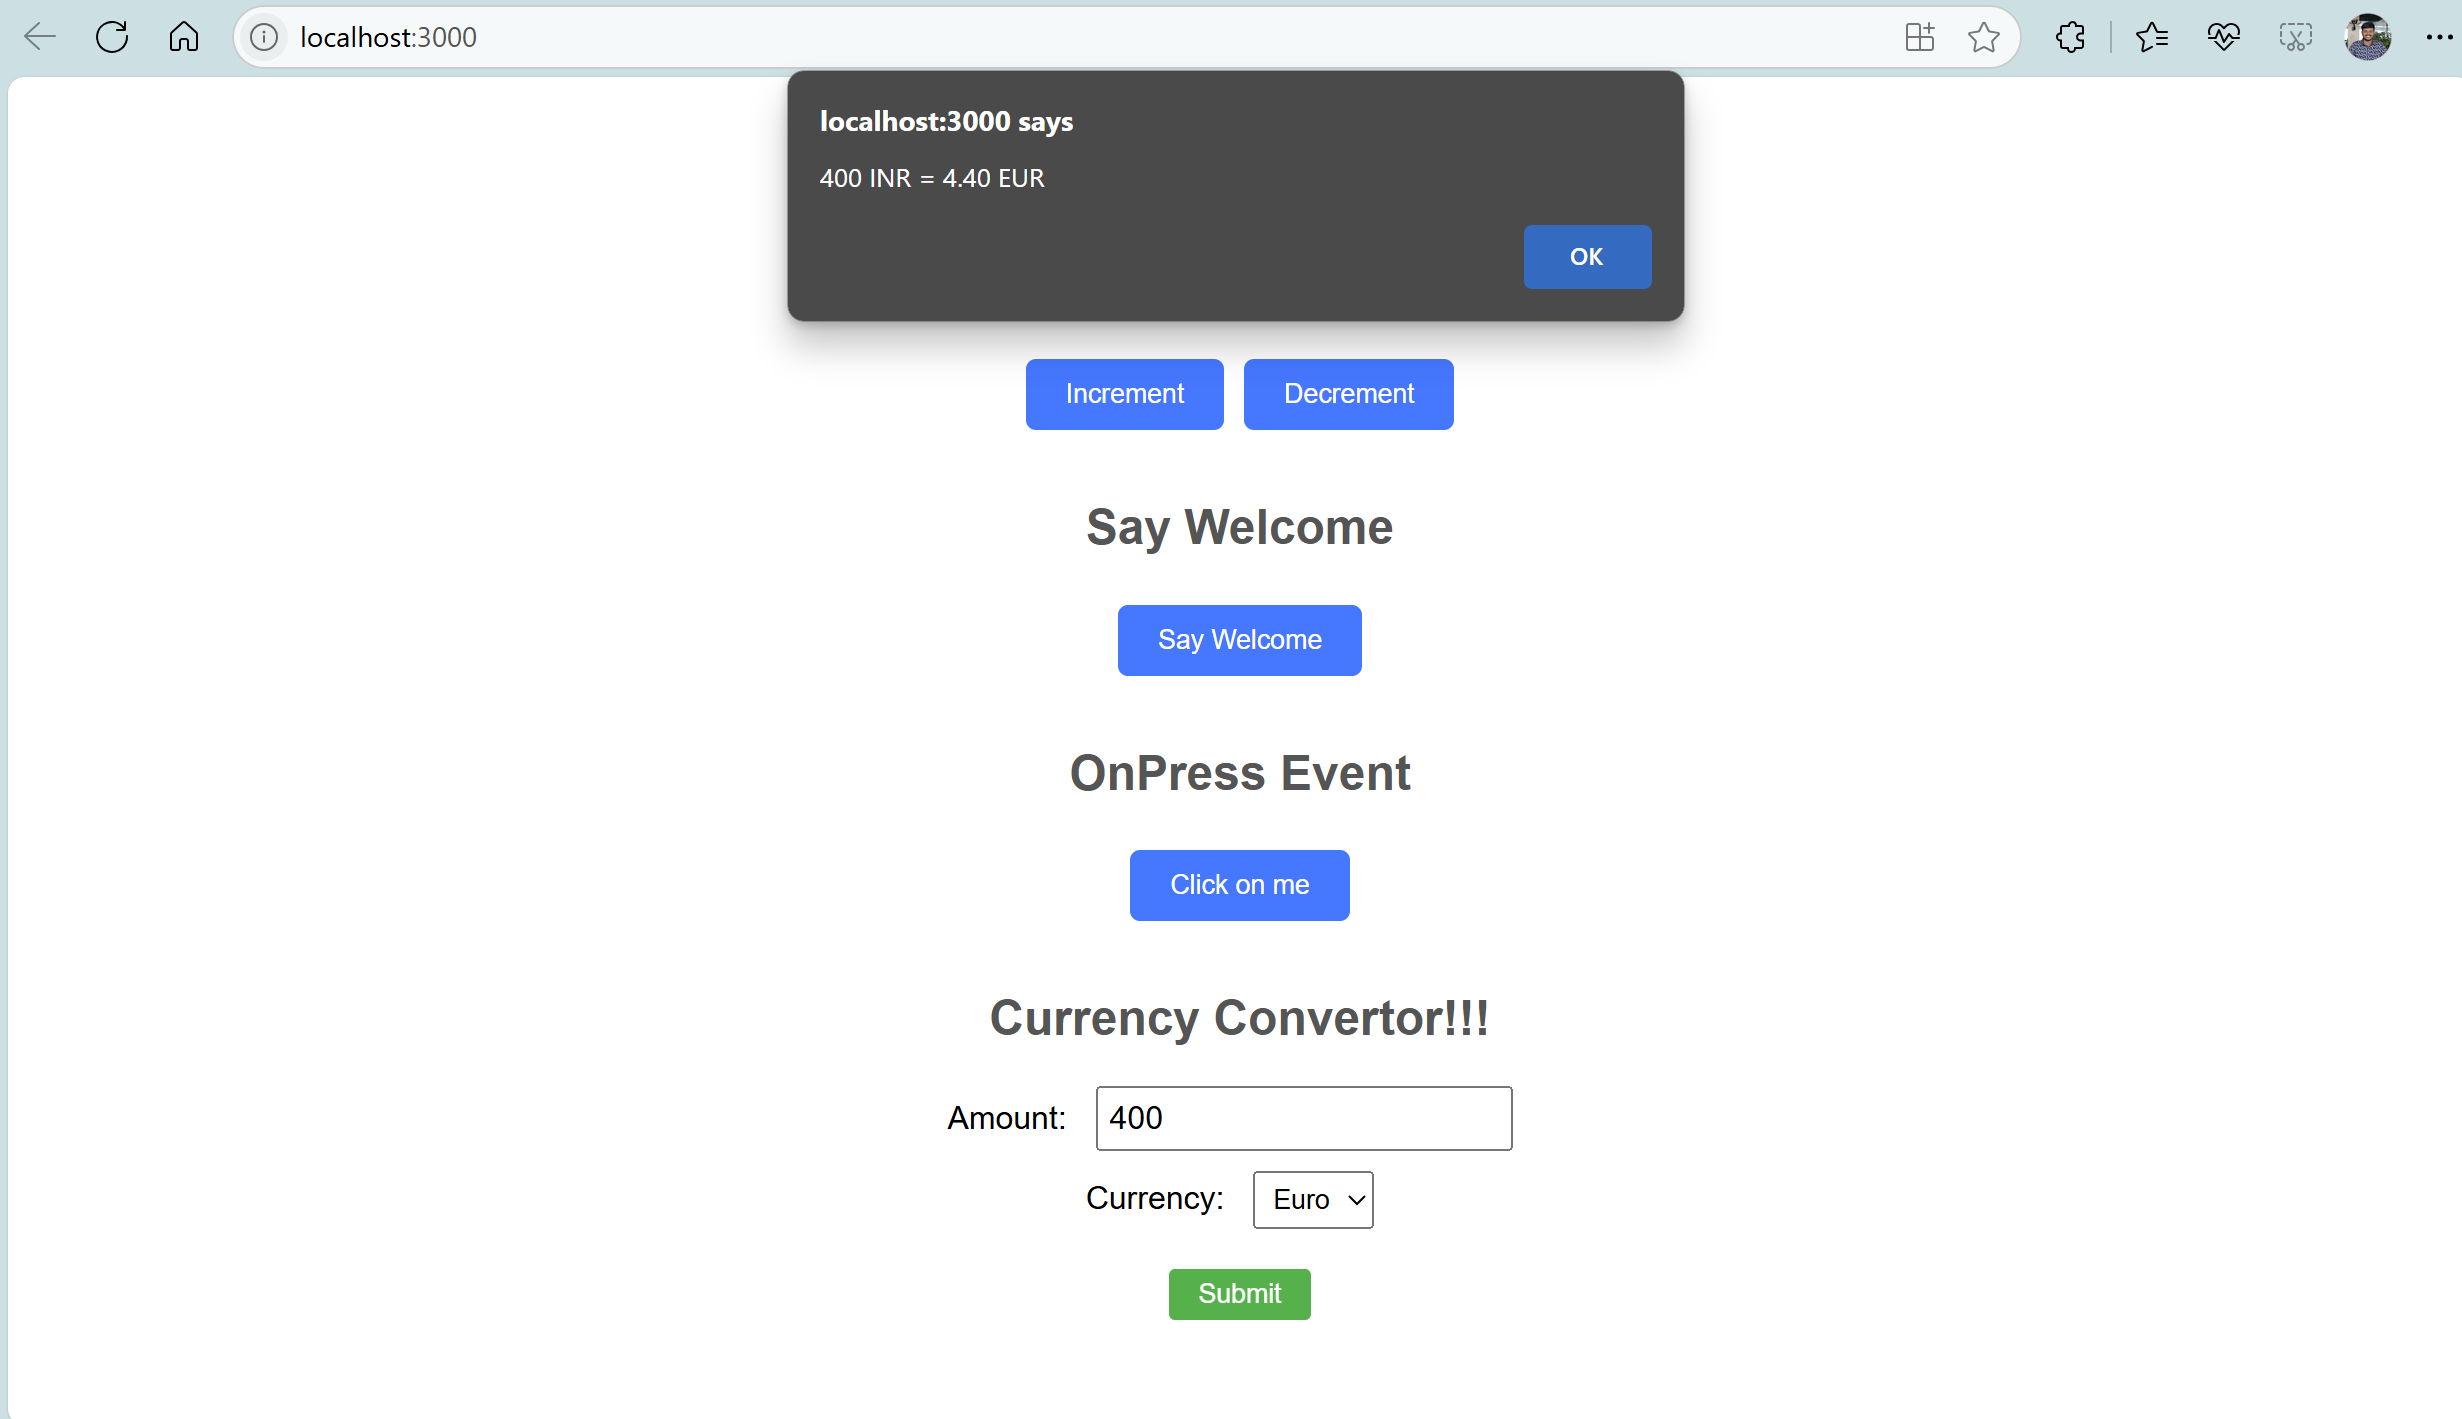 localhost:3000
localhost:3000 says
400 INR = 4.40 EUR
OK
Increment Decrement
Say Welcome
Say Welcome
OnPress Event
Click on me
Currency Convertor!!!
Amount: 400
Currency: Euro
Submit